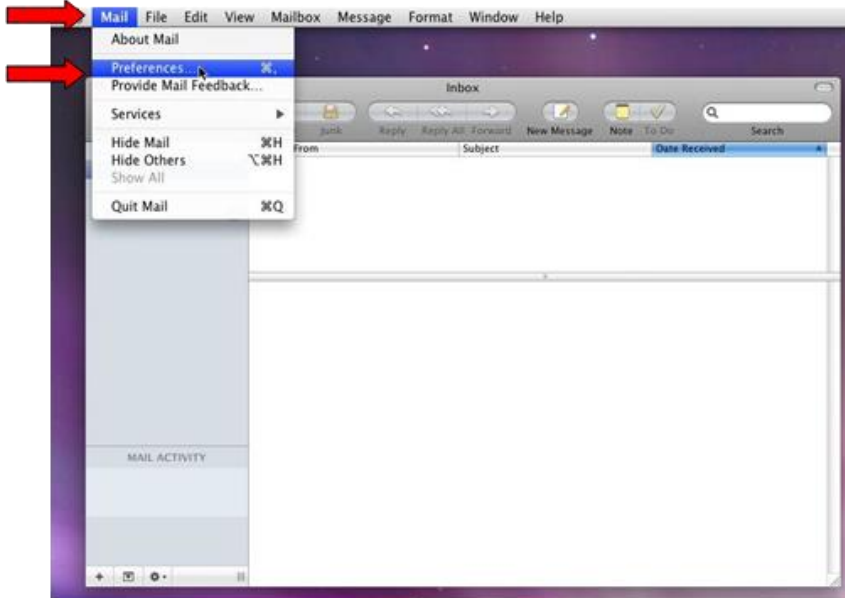 Mail File Edit View Mailbox Message Format Window Help
About Mail
Preferences... ⌘,
Provide Mail Feedback...
Services
Hide Mail ⌘H
Hide Others ⌥⌘H
Show All
Quit Mail ⌘Q
Inbox
Junk Reply Reply All Forward New Message Note To Do Search
From Subject Date Received
MAIL ACTIVITY